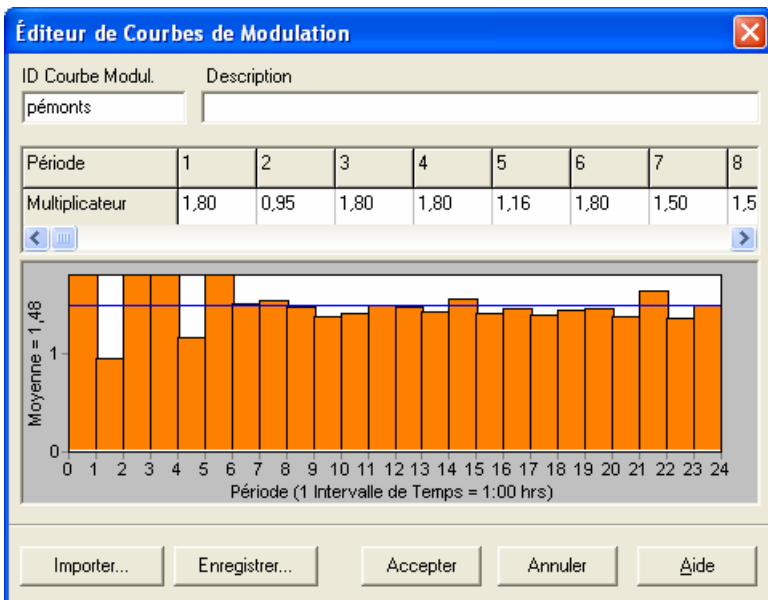 Éditeur de Courbes de Modulation
ID Courbe Modul. Description
pémonts
Période 1 2 3 4 5 6 7 8
Multiplicateur 1,80 0,95 1,80 1,80 1,16 1,80 1,50 1,5
Moyenne = 1,48
1
0
0 1 2 3 4 5 6 7 8 9 10 11 12 13 14 15 16 17 18 19 20 21 22 23 24
Période (1 Intervalle de Temps = 1:00 hrs)
Importer... Enregistrer... Accepter Annuler Aide